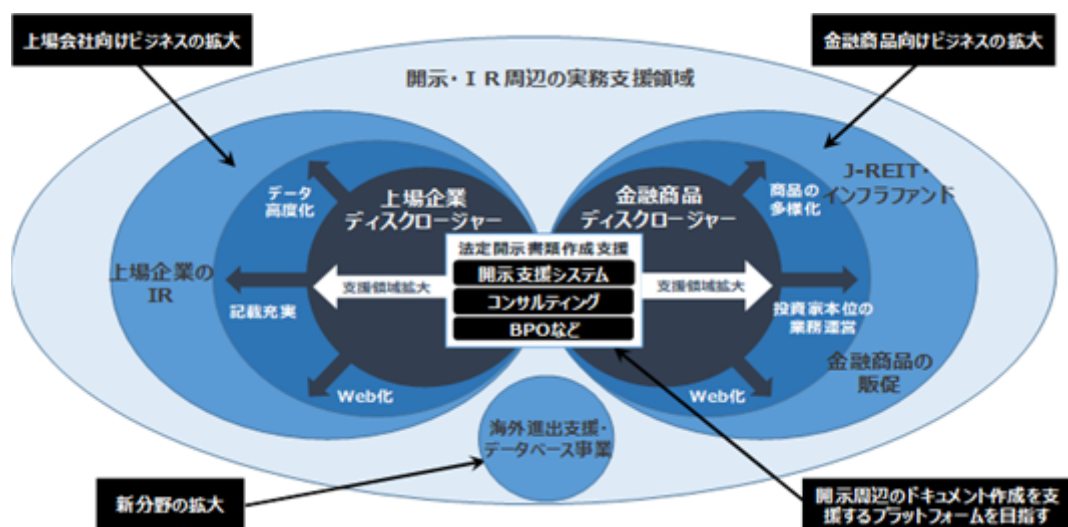 上場会社向けビジネスの拡大
金融商品向けビジネスの拡大
開示・ＩＲ周辺の実務支援領域
データ
高度化
上場企業
ディスクロージャー
金融商品
ディスクロージャー
商品の
多様化
J-REIT・
インフラファンド
法定開示書類作成支援
開示支援システム
コンサルティング
BPOなど
上場企業の
IR
支援領域拡大
支援領域拡大
記載充実
投資家本位の
業務運営
Web化
Web化
金融商品の
販促
海外進出支援・
データベース事業
新分野の拡大
開示周辺のドキュメント作成を支
援するプラットフォームを目指す